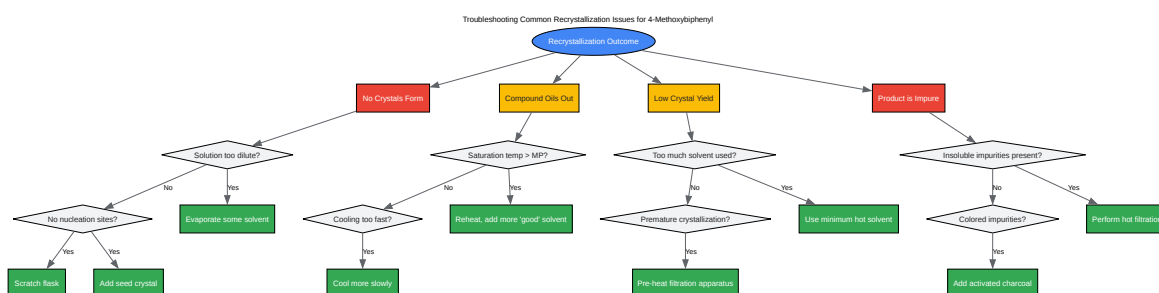 Troubleshooting Common Recrystallization Issues for 4-Methoxybiphenyl
Recrystallization Outcome
No Crystals Form
Compound Oils Out
Low Crystal Yield
Product is Impure
Solution too dilute?
Saturation temp > MP?
Too much solvent used?
Insoluble impurities present?
No
Yes
No
Yes
No
Yes
No
Yes
No nucleation sites?
Evaporate some solvent
Cooling too fast?
Reheat, add more 'good' solvent
Premature crystallization?
Use minimum hot solvent
Colored impurities?
Perform hot filtratio
Yes
Yes
Yes
Yes
Yes
Scratch flask
Add seed crystal
Cool more slowly
Pre-heat filtration apparatus
Add activated charcoal